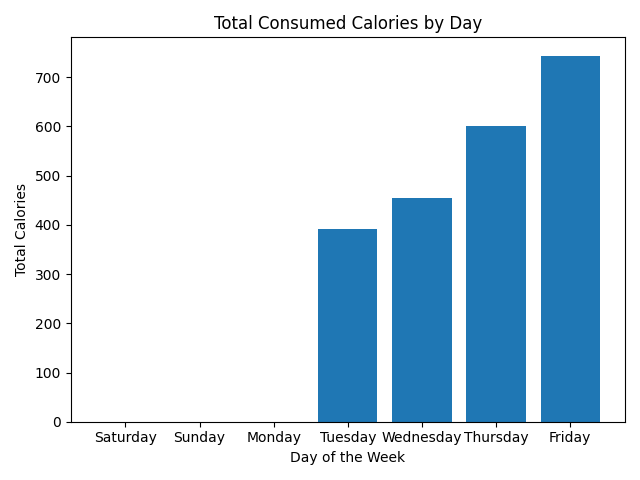 Total Consumed Calories by Day
Total Calories
700
600
500
400
300
200
100
0
Saturday Sunday Monday Tuesday Wednesday Thursday Friday
Day of the Week